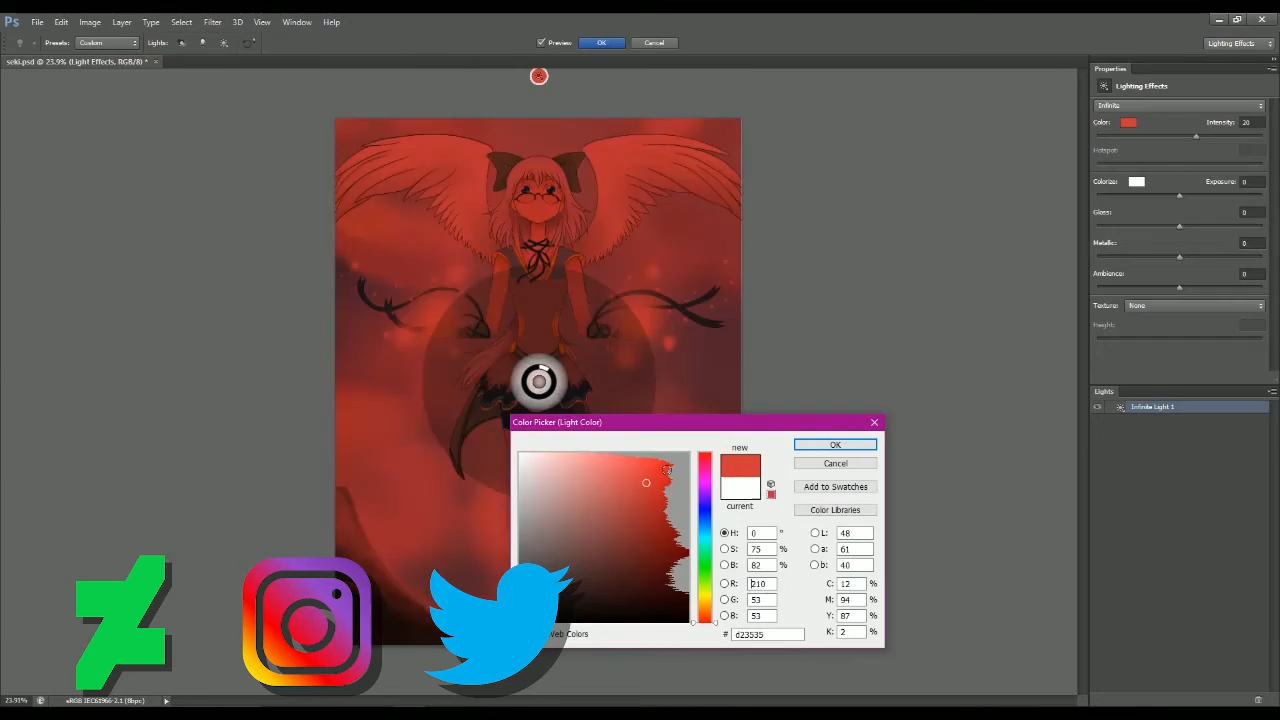 Ps File Edit Image Layer Type Select Filter 3D View Window Help
Presets: Custom Lights: Preview OK Cancel Lighting Effects
seki.psd @ 23.9% (Light Effects, RGB/8) * ×
Properties
Lighting Effects
Infinite
Color: Intensity: 20
Hotspot:
Colorize: Exposure: 0
Gloss: 0
Metallic: 0
Ambience: 0
Texture: None
Height:
Lights
Infinite Light 1
Color Picker (Light Color)
new
current
OK
Cancel
Add to Swatches
Color Libraries
H: 0 ° L: 48
S: 75 % a: 61
B: 82 % b: 40
R: 210 C: 12 %
G: 53 M: 94 %
B: 53 Y: 87 %
Web Colors # d23535 K: 2 %
23.91% sRGB IEC61966-2.1 (8bpc)